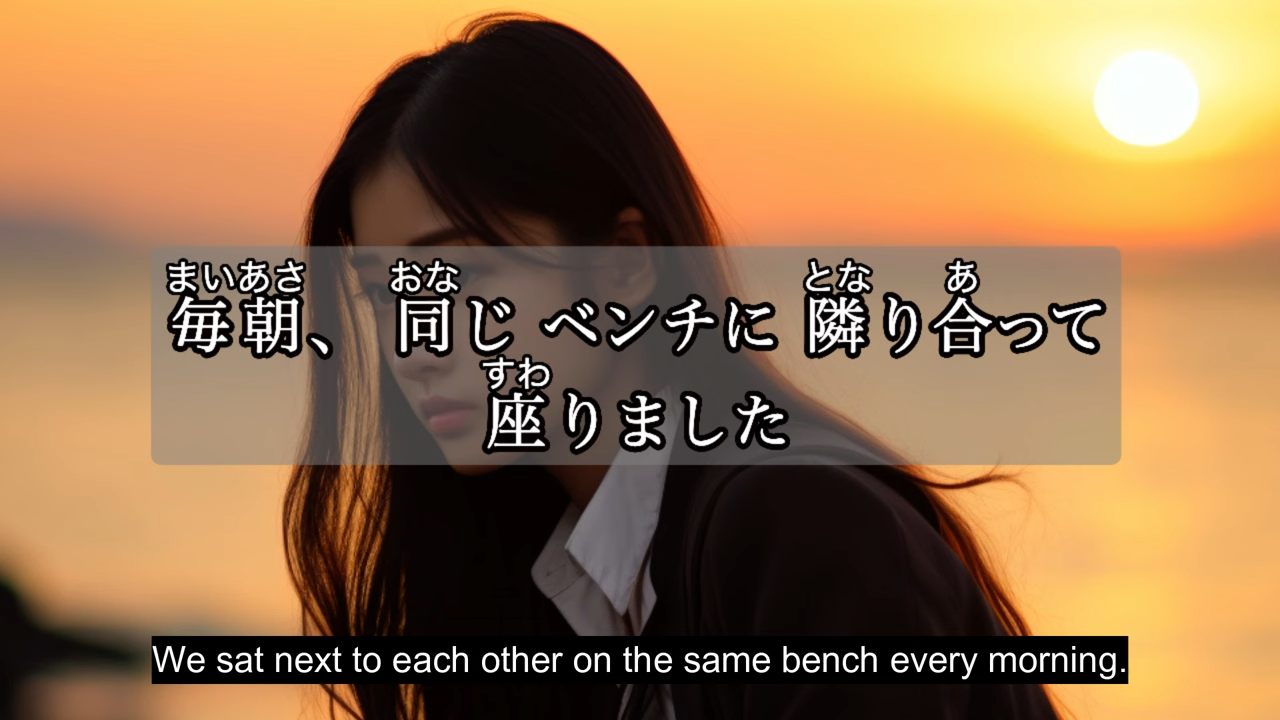 まいあさ おな とな あ
毎朝、 同じ ベンチに 隣り合って
すわ
座りました
We sat next to each other on the same bench every morning.